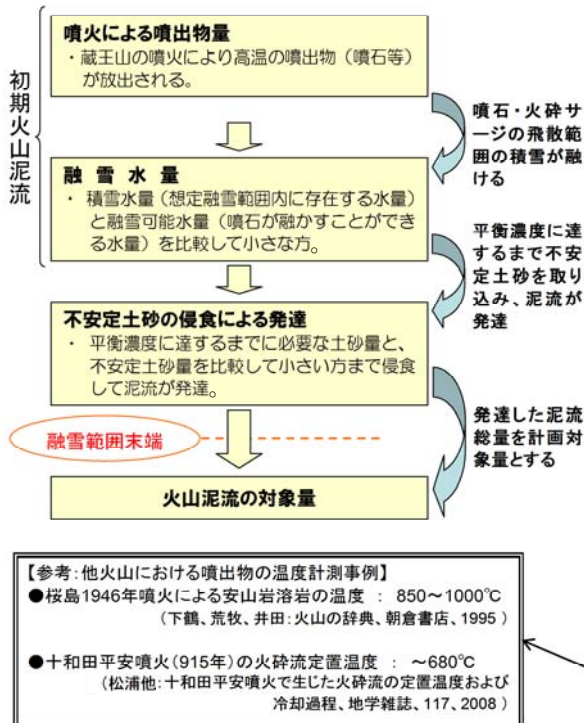 噴火による噴出物量
・蔵王山の噴火により高温の噴出物（噴石等）
が放出される。
初期火山泥流
噴石・火砕サ
ージの飛散範
囲の積雪が融
ける
融雪水量
・ 積雪水量（想定融雪範囲内に存在する水量）
と融雪可能水量（噴石が融かすことができ
る水量）を比較して小さな方。
平衡濃度に達
するまで不安
定土砂を取り
込み、泥流が
発達
不安定土砂の侵食による発達
・ 平衡濃度に達するまでに必要な土砂量と、
不安定土砂量を比較して小さい方まで侵食
して泥流が発達。
発達した泥流
総量を計画対
象量とする
融雪範囲末端
火山泥流の対象量
【参考：他火山における噴出物の温度計測事例】
●桜島1946年噴火による安山岩溶岩の温度 ： 850～1000℃
（下鶴、荒牧、井田：火山の辞典、朝倉書店、1995 ）
●十和田平安噴火（915年）の火砕流定置温度 ： ～680℃
（松浦他：十和田平安噴火で生じた火砕流の定置温度および
冷却過程、地学雑誌、117、2008 ）